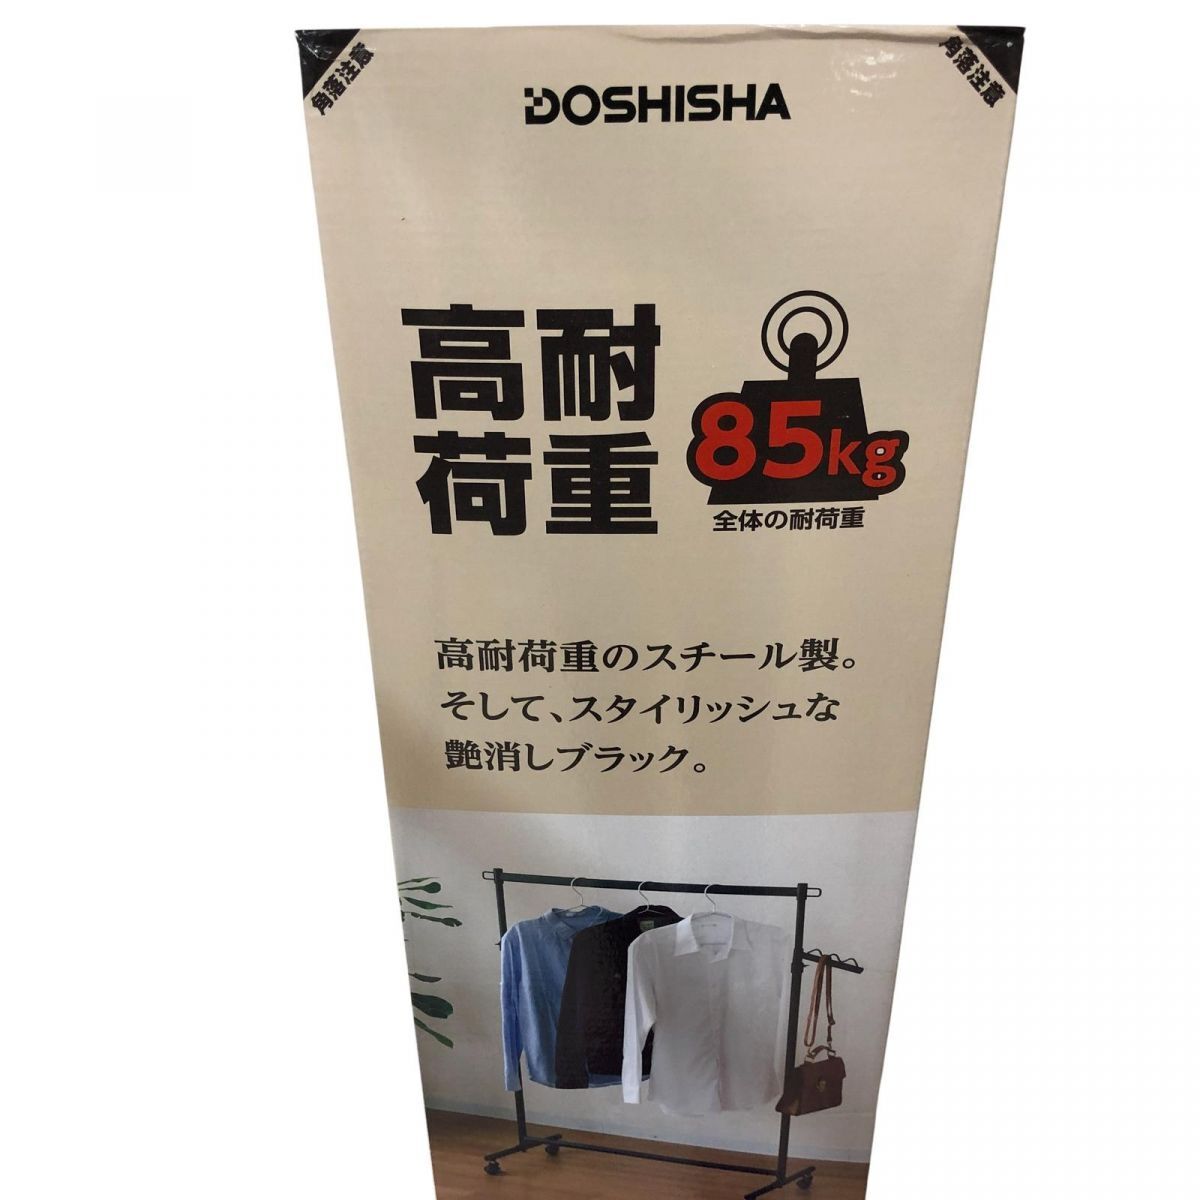 角落注意
角落注意
DOSHISHA
高耐
荷重
85kg
全体の耐荷重
高耐荷重のスチール製。
そして、スタイリッシュな
艶消しブラック。